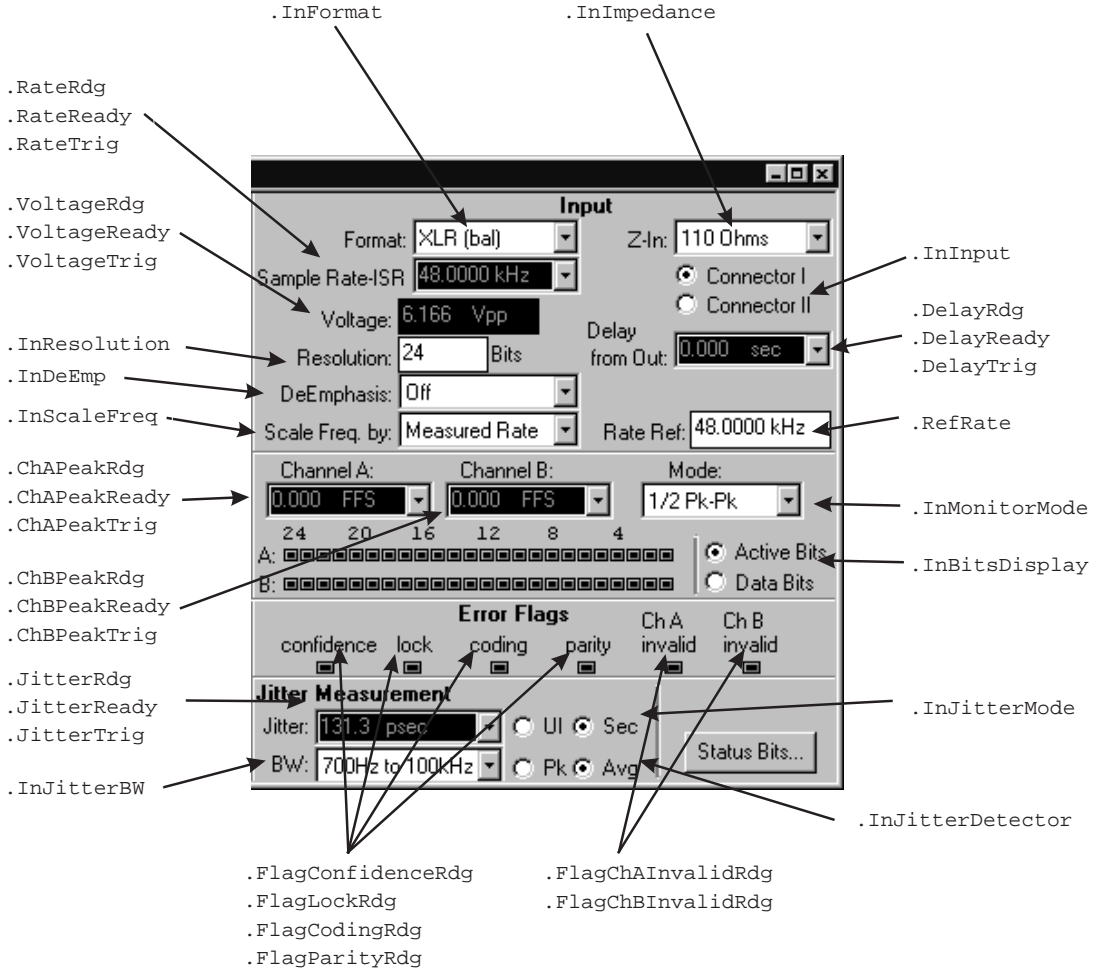 .InFormat
.InImpedance
.RateRdg
.RateReady
.RateTrig
.VoltageRdg
.VoltageReady
.VoltageTrig
.InResolution
.InDeEmp
.InScaleFreq
.ChAPeakRdg
.ChAPeakReady
.ChAPeakTrig
.ChBPeakRdg
.ChBPeakReady
.ChBPeakTrig
.JitterRdg
.JitterReady
.JitterTrig
.InJitterBW
Input
Format: XLR (bal)
Z-In: 110 Ohms
Sample Rate-ISR 48.0000 kHz
Connector I
Connector II
Voltage: 6.166 Vpp
Delay
from Out: 0.000 sec
Resolution: 24 Bits
DeEmphasis: Off
Scale Freq. by: Measured Rate
Rate Ref: 48.0000 kHz
Channel A: Channel B: Mode:
0.000 FFS 0.000 FFS 1/2 Pk-Pk
24 20 16 12 8 4
A:
Active Bits
B:
Data Bits
Error Flags
confidence lock coding parity
Ch A
invalid
Ch B
invalid
Jitter Measurement
Jitter: 131.3 psec UI Sec
BW: 700Hz to 100kHz Pk Avg
Status Bits...
.InInput
.DelayRdg
.DelayReady
.DelayTrig
.RefRate
.InMonitorMode
.InBitsDisplay
.InJitterMode
.InJitterDetector
.FlagConfidenceRdg
.FlagLockRdg
.FlagCodingRdg
.FlagParityRdg
.FlagChAInvalidRdg
.FlagChBInvalidRdg